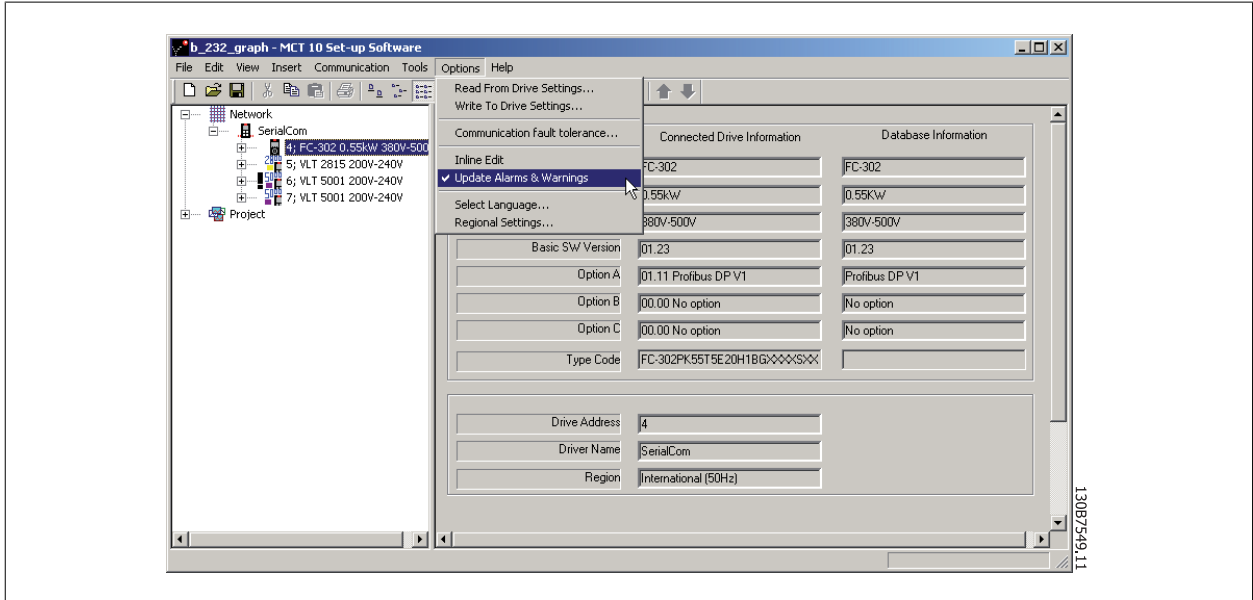 b_232_graph - MCT 10 Set-up Software
File Edit View Insert Communication Tools Options Help
Read From Drive Settings...
Write To Drive Settings...
Communication fault tolerance...
Inline Edit
Update Alarms & Warnings
Select Language...
Regional Settings...
Network
SerialCom
4; FC-302 0.55kW 380V-500
5; VLT 2815 200V-240V
6; VLT 5001 200V-240V
7; VLT 5001 200V-240V
Project
Connected Drive Information Database Information
FC-302 FC-302
0.55kW 0.55KW
380V-500V 380V-500V
Basic SW Version 01.23 01.23
Option A 01.11 Profibus DP V1 Profibus DP V1
Option B 00.00 No option No option
Option C 00.00 No option No option
Type Code FC-302PK55T5E20H1BGXXXXSXX
Drive Address 4
Driver Name SerialCom
Region International (50Hz)
130B7549.11